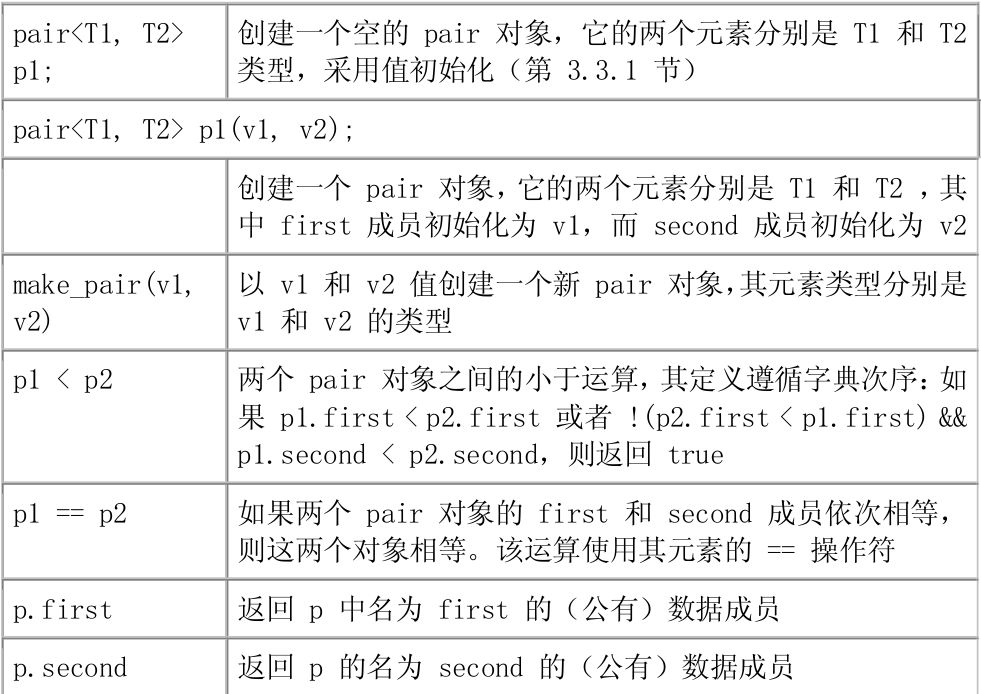 pair<T1, T2> p1;
创建一个空的 pair 对象，它的两个元素分别是 T1 和 T2
类型，采用值初始化（第 3.3.1 节）
pair<T1, T2> p1(v1, v2);
创建一个 pair 对象，它的两个元素分别是 T1 和 T2 ，其
中 first 成员初始化为 v1，而 second 成员初始化为 v2
make_pair(v1,
v2)
以 v1 和 v2 值创建一个新 pair 对象，其元素类型分别是
v1 和 v2 的类型
p1 < p2
两个 pair 对象之间的小于运算，其定义遵循字典次序：如
果 p1.first < p2.first 或者 !(p2.first < p1.first) &&
p1.second < p2.second，则返回 true
p1 == p2
如果两个 pair 对象的 first 和 second 成员依次相等，
则这两个对象相等。该运算使用其元素的 == 操作符
p.first
返回 p 中名为 first 的（公有）数据成员
p.second
返回 p 的名为 second 的（公有）数据成员